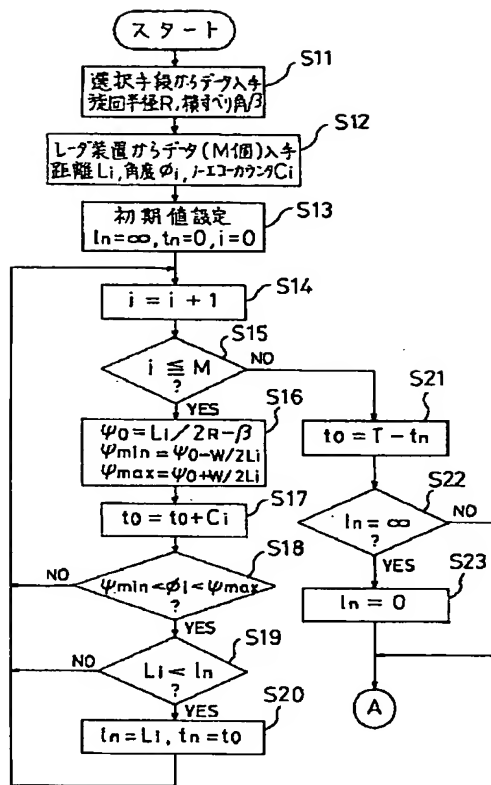 スタート
S11
選択手段からデータ入手
旋回半径R,横すべり角β
S12
レーダ装置からデータ(M個)入手
距離Li,角度φi,ノーエコーカウンタCi
S13
初期値設定
ln=∞,tn=0,i=0
S14
i=i+1
S15
i≦M
?
NO
YES
S16
ψ0=Li/2R-β
ψmin=ψ0-W/2Li
ψmax=ψ0+W/2Li
S17
t0=t0+Ci
S18
NO
ψmin<φi<ψmax
?
YES
S19
NO
Li<ln
?
YES
S20
ln=Li,tn=t0
S21
t0=T-tn
S22
ln=∞
?
NO
YES
S23
ln=0
A